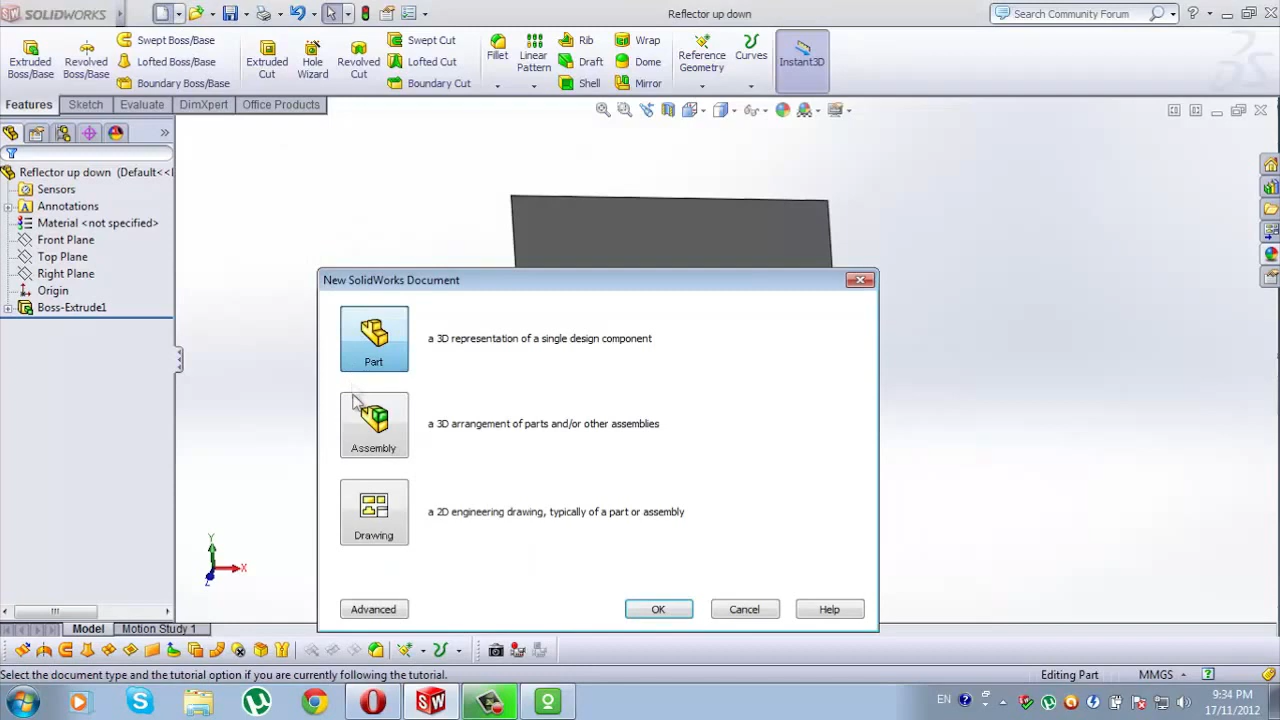 SOLIDWORKS
Reflector up down
Search Community Forum
Extruded Boss/Base
Revolved Boss/Base
Swept Boss/Base
Lofted Boss/Base
Boundary Boss/Base
Extruded Cut
Hole Wizard
Revolved Cut
Swept Cut
Lofted Cut
Boundary Cut
Fillet
Linear Pattern
Rib
Draft
Shell
Wrap
Dome
Mirror
Reference Geometry
Curves
Instant3D
Features
Sketch
Evaluate
DimXpert
Office Products
Reflector up down (Default<<I
Sensors
Annotations
Material <not specified>
Front Plane
Top Plane
Right Plane
Origin
Boss-Extrude1
New SolidWorks Document
Part
a 3D representation of a single design component
Assembly
a 3D arrangement of parts and/or other assemblies
Drawing
a 2D engineering drawing, typically of a part or assembly
Advanced
OK
Cancel
Help
Y
X
Z
Model
Motion Study 1
Select the document type and the tutorial option if you are currently following the tutorial.
Editing Part
MMGS
EN
9:34 PM
17/11/2012